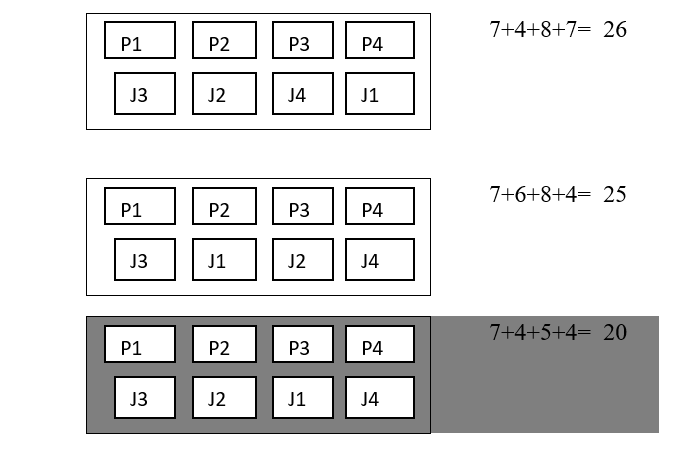 P1 P2 P3 P4 7+4+8+7= 26
J3 J2 J4 J1
P1 P2 P3 P4 7+6+8+4= 25
J3 J1 J2 J4
P1 P2 P3 P4 7+4+5+4= 20
J3 J2 J1 J4